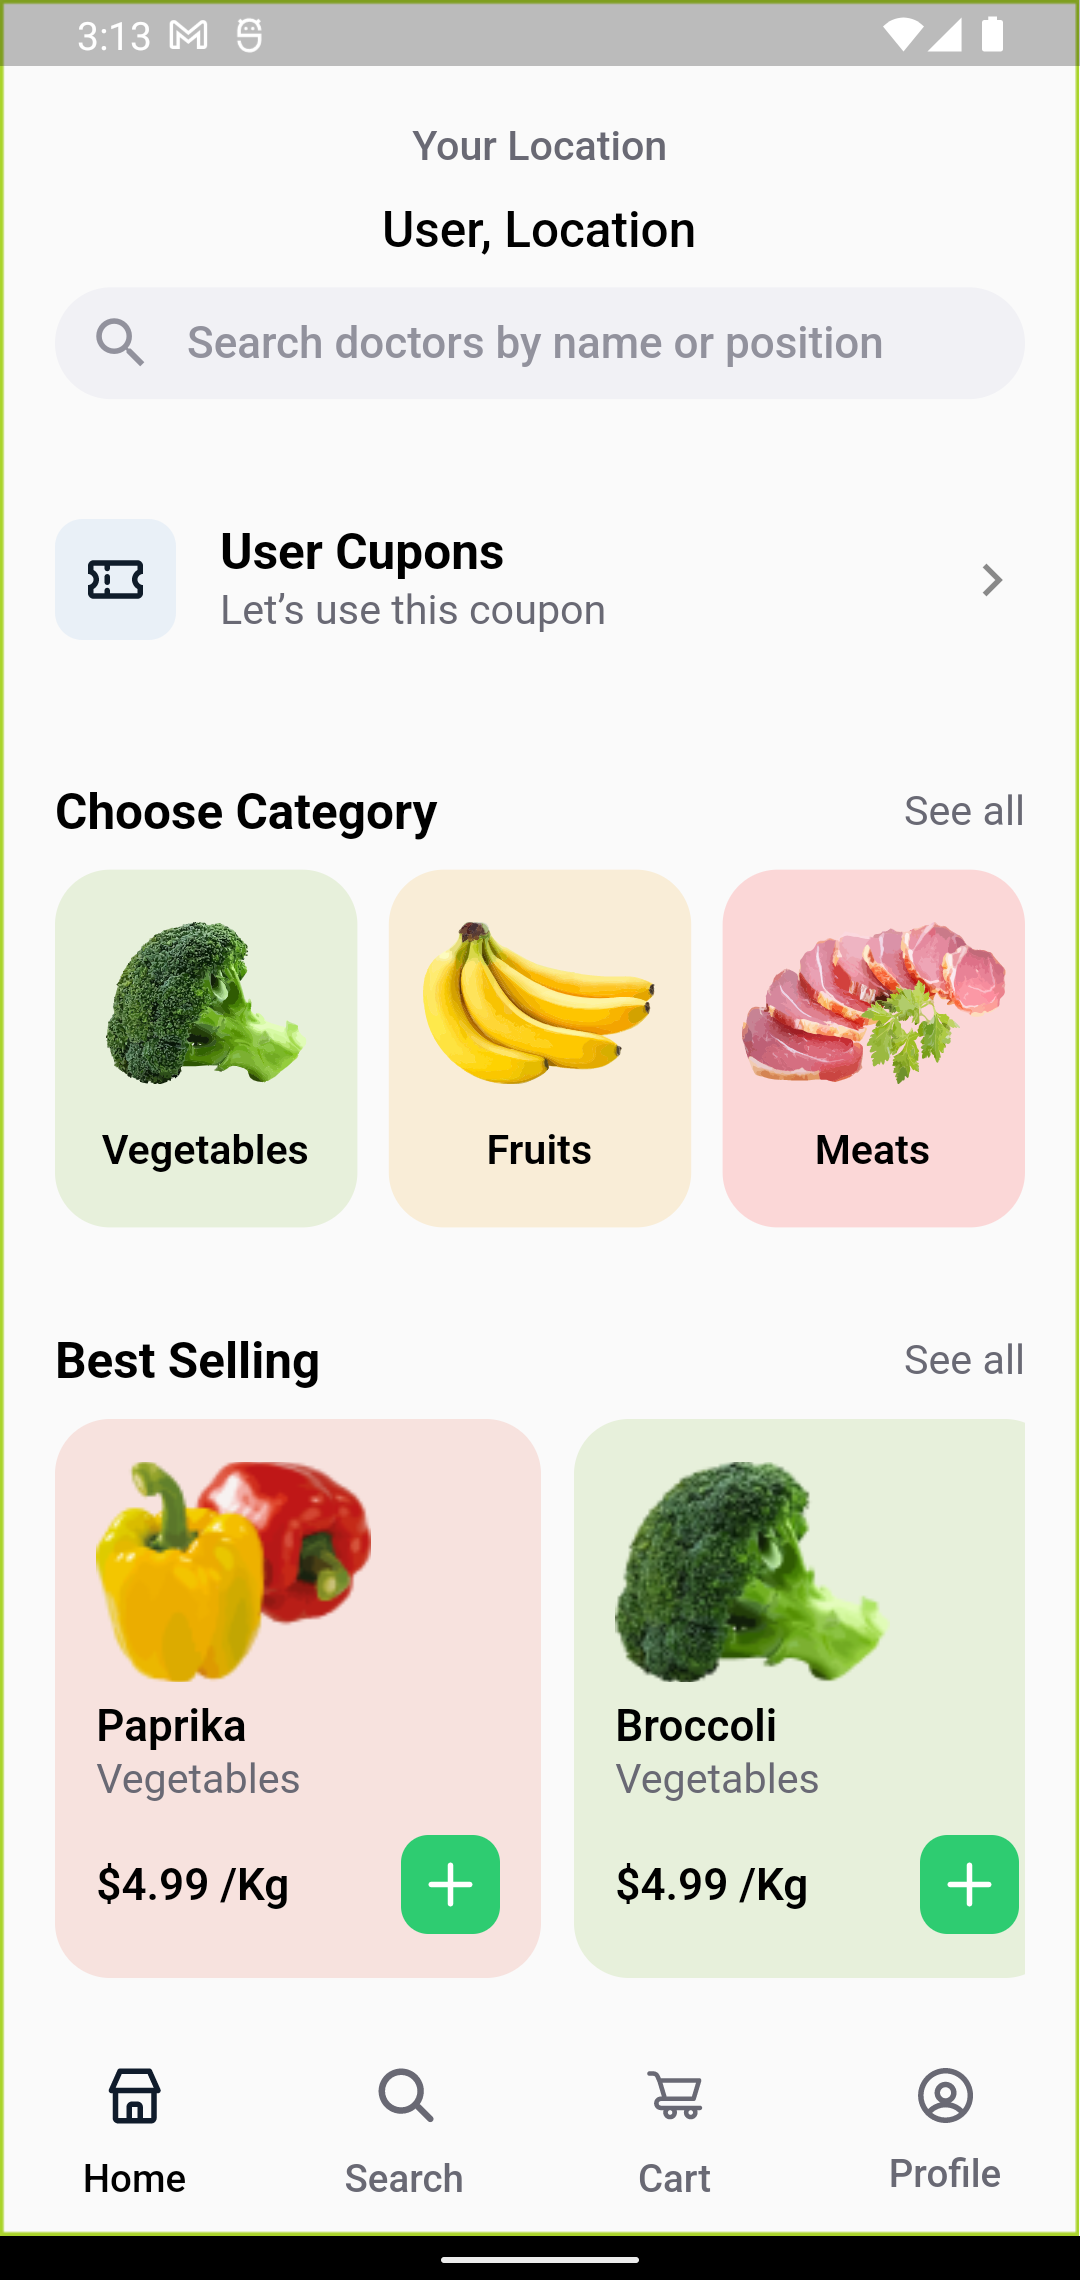 3:13
Your Location
User, Location
Search doctors by name or position
User Cupons
Let’s use this coupon
Choose Category
See all
Vegetables
Fruits
Meats
Best Selling
See all
Paprika
Vegetables
$4.99 /Kg
Broccoli
Vegetables
$4.99 /Kg
Home
Search
Cart
Profile